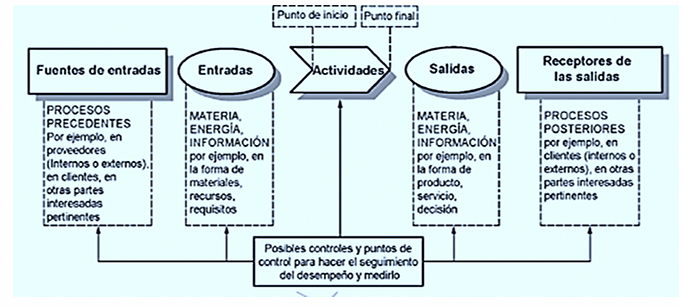 Punto de inicio
Punto final
Fuentes de entradas
Entradas
Actividades
Salidas
Receptores de
las salidas
PROCESOS
PRECEDENTES
Por ejemplo, en
proveedores
(Internos o externos),
en clientes, en
otras partes
interesadas
pertinentes
MATERIA,
ENERGÍA,
INFORMACIÓN
por ejemplo, en
la forma de
materiales,
recursos,
requisitos
MATERIA,
ENERGÍA,
INFORMACIÓN
por ejemplo, en
la forma de
producto,
servicio,
decisión
PROCESOS
POSTERIORES
por ejemplo, en
clientes (internos o
externos), en otras
partes interesadas
pertinentes
Posibles controles y puntos de
control para hacer el seguimiento
del desempeño y medirlo